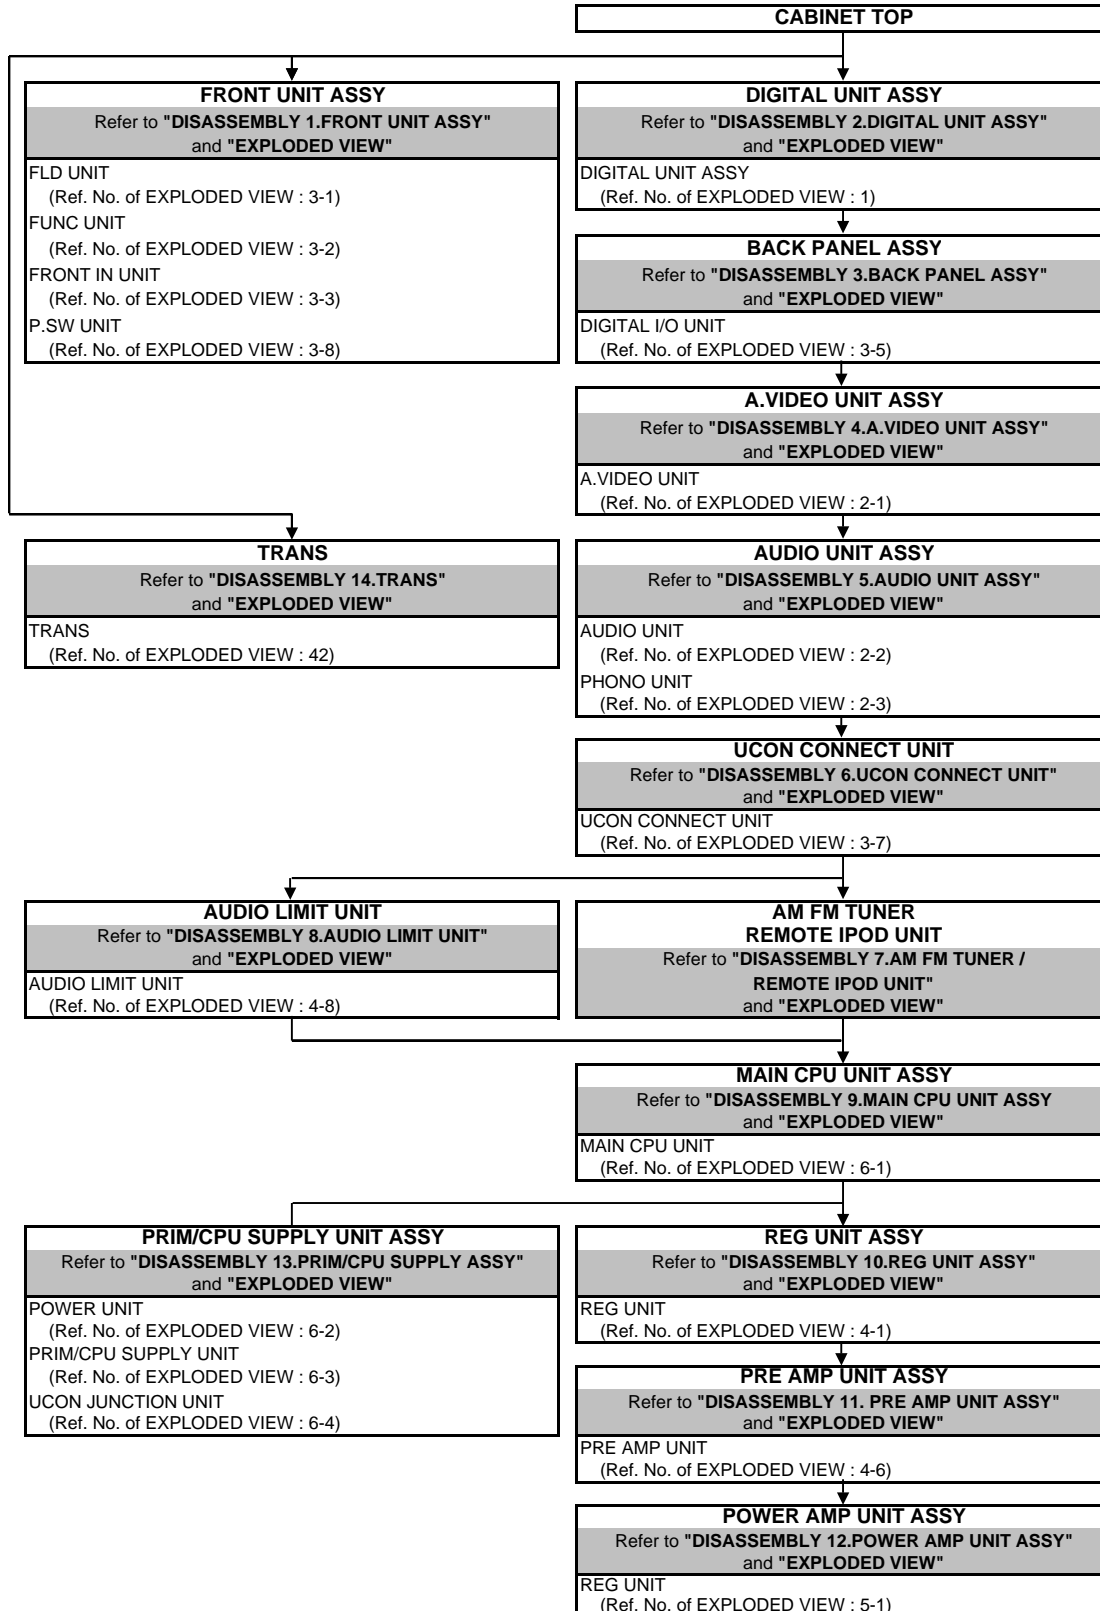 CABINET TOP
FRONT UNIT ASSY
Refer to "DISASSEMBLY 1.FRONT UNIT ASSY"
and "EXPLODED VIEW"
FLD UNIT
(Ref. No. of EXPLODED VIEW : 3-1)
FUNC UNIT
(Ref. No. of EXPLODED VIEW : 3-2)
FRONT IN UNIT
(Ref. No. of EXPLODED VIEW : 3-3)
P.SW UNIT
(Ref. No. of EXPLODED VIEW : 3-8)
DIGITAL UNIT ASSY
Refer to "DISASSEMBLY 2.DIGITAL UNIT ASSY"
and "EXPLODED VIEW"
DIGITAL UNIT ASSY
(Ref. No. of EXPLODED VIEW : 1)
BACK PANEL ASSY
Refer to "DISASSEMBLY 3.BACK PANEL ASSY"
and "EXPLODED VIEW"
DIGITAL I/O UNIT
(Ref. No. of EXPLODED VIEW : 3-5)
A.VIDEO UNIT ASSY
Refer to "DISASSEMBLY 4.A.VIDEO UNIT ASSY"
and "EXPLODED VIEW"
A.VIDEO UNIT
(Ref. No. of EXPLODED VIEW : 2-1)
TRANS
Refer to "DISASSEMBLY 14.TRANS"
and "EXPLODED VIEW"
TRANS
(Ref. No. of EXPLODED VIEW : 42)
AUDIO UNIT ASSY
Refer to "DISASSEMBLY 5.AUDIO UNIT ASSY"
and "EXPLODED VIEW"
AUDIO UNIT
(Ref. No. of EXPLODED VIEW : 2-2)
PHONO UNIT
(Ref. No. of EXPLODED VIEW : 2-3)
UCON CONNECT UNIT
Refer to "DISASSEMBLY 6.UCON CONNECT UNIT"
and "EXPLODED VIEW"
UCON CONNECT UNIT
(Ref. No. of EXPLODED VIEW : 3-7)
AUDIO LIMIT UNIT
Refer to "DISASSEMBLY 8.AUDIO LIMIT UNIT"
and "EXPLODED VIEW"
AUDIO LIMIT UNIT
(Ref. No. of EXPLODED VIEW : 4-8)
AM FM TUNER
REMOTE IPOD UNIT
Refer to "DISASSEMBLY 7.AM FM TUNER /
REMOTE IPOD UNIT"
and "EXPLODED VIEW"
MAIN CPU UNIT ASSY
Refer to "DISASSEMBLY 9.MAIN CPU UNIT ASSY
and "EXPLODED VIEW"
MAIN CPU UNIT
(Ref. No. of EXPLODED VIEW : 6-1)
PRIM/CPU SUPPLY UNIT ASSY
Refer to "DISASSEMBLY 13.PRIM/CPU SUPPLY ASSY"
and "EXPLODED VIEW"
POWER UNIT
(Ref. No. of EXPLODED VIEW : 6-2)
PRIM/CPU SUPPLY UNIT
(Ref. No. of EXPLODED VIEW : 6-3)
UCON JUNCTION UNIT
(Ref. No. of EXPLODED VIEW : 6-4)
REG UNIT ASSY
Refer to "DISASSEMBLY 10.REG UNIT ASSY"
and "EXPLODED VIEW"
REG UNIT
(Ref. No. of EXPLODED VIEW : 4-1)
PRE AMP UNIT ASSY
Refer to "DISASSEMBLY 11. PRE AMP UNIT ASSY"
and "EXPLODED VIEW"
PRE AMP UNIT
(Ref. No. of EXPLODED VIEW : 4-6)
POWER AMP UNIT ASSY
Refer to "DISASSEMBLY 12.POWER AMP UNIT ASSY"
and "EXPLODED VIEW"
REG UNIT
(Ref. No. of EXPLODED VIEW : 5-1)